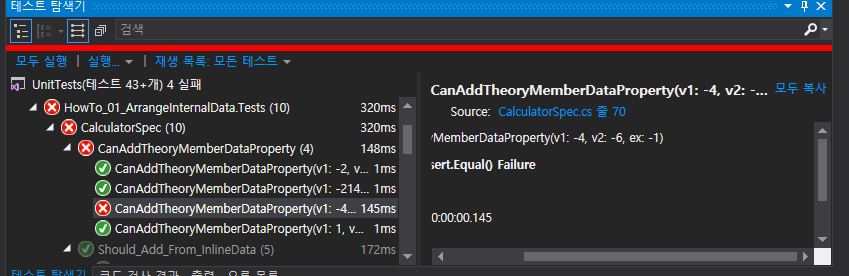 테스트 탐색기
검색
모두 실행 | 실행... | 재생 목록: 모든 테스트
UnitTests(테스트 43+개) 4 실패
HowTo_01_ArrangeInternalData.Tests (10) 320ms
CalculatorSpec (10) 320ms
CanAddTheoryMemberDataProperty (4) 148ms
CanAddTheoryMemberDataProperty(v1: -2, v... 1ms
CanAddTheoryMemberDataProperty(v1: -214... 1ms
CanAddTheoryMemberDataProperty(v1: -4... 145ms
CanAddTheoryMemberDataProperty(v1: 1, v... 1ms
Should_Add_From_InlineData (5) 172ms
CanAddTheoryMemberDataProperty(v1: -4, v2: -... 모두 복사
Source: CalculatorSpec.cs 줄 70
MemberDataProperty(v1: -4, v2: -6, ex: -1)
sert.Equal() Failure
0:00:00.145
테스트 탐색기